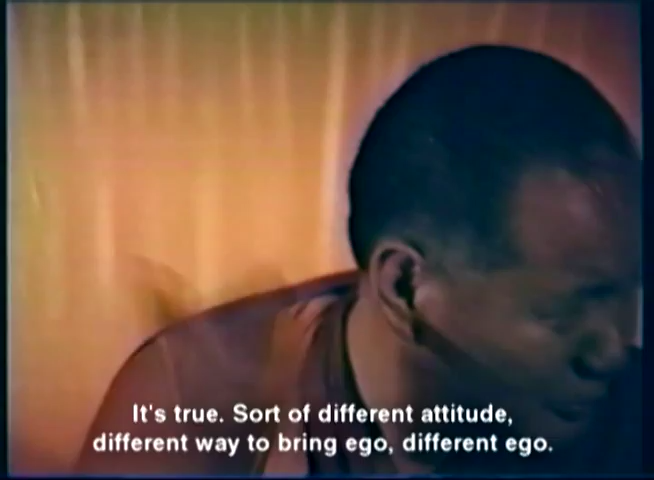 It's true. Sort of different attitude,
different way to bring ego, different ego.